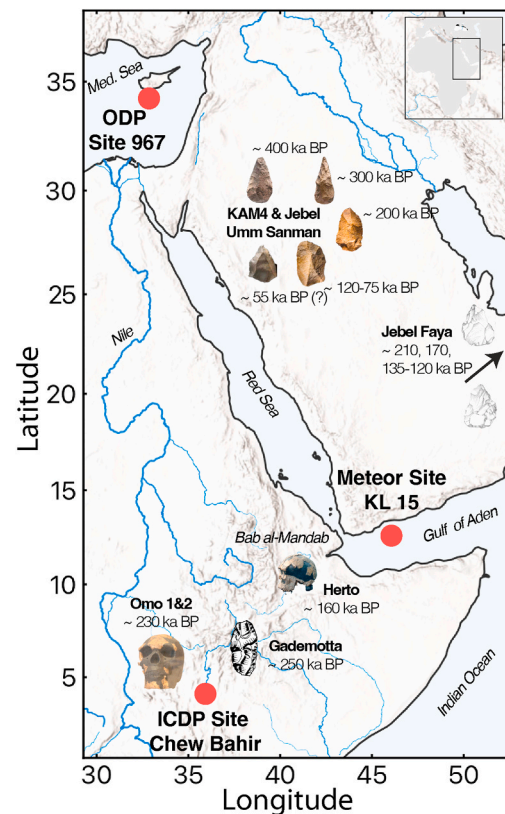 Latitude
35
30
25
20
15
10
5
Med. Sea
ODP
Site 967
~ 400 ka BP
~ 300 ka BP
KAM4 & Jebel
Umm Sanman
~ 200 ka BP
~ 55 ka BP (?)
~ 120-75 ka BP
Jebel Faya
~ 210, 170,
135-120 ka BP
Nile
Red Sea
Meteor Site
KL 15
Gulf of Aden
Bab al-Mandab
Herto
~ 160 ka BP
Omo 1&2
~ 230 ka BP
Gademotta
~ 250 ka BP
ICDP Site
Chew Bahir
Indian Ocean
30 35 40 45 50
Longitude